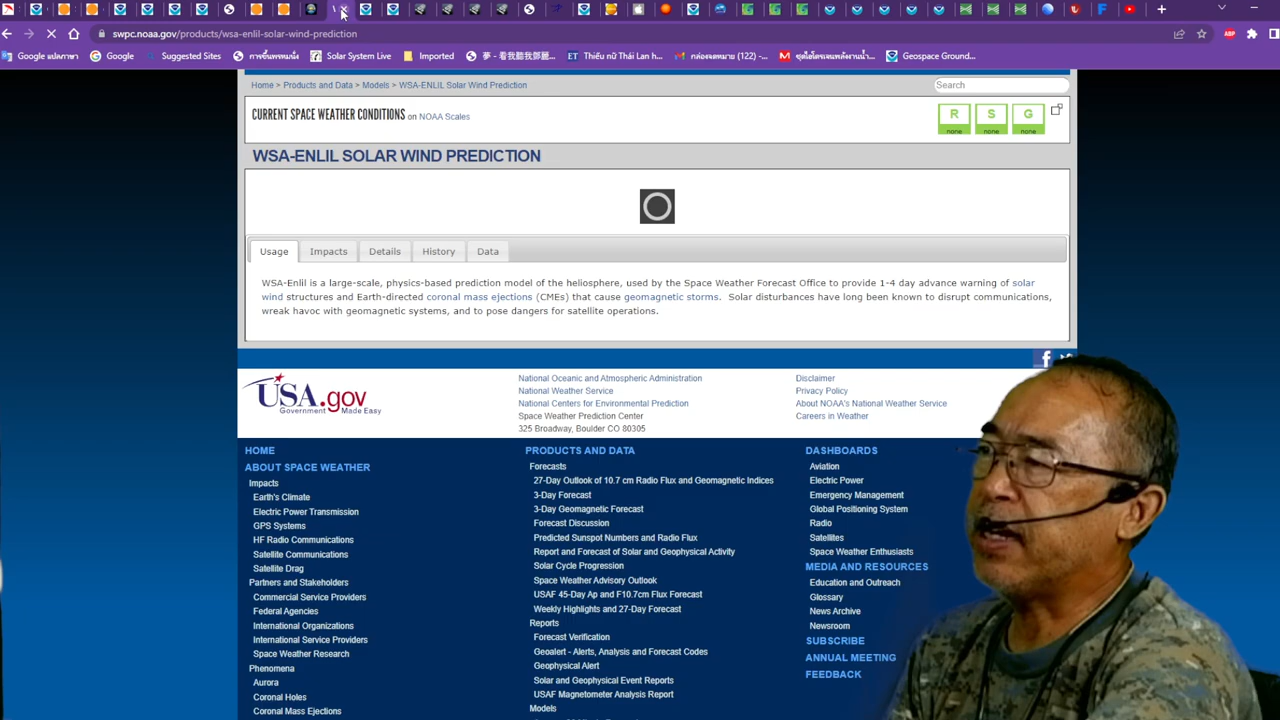 swpc.noaa.gov/products/wsa-enlil-solar-wind-prediction
ABP
Google แปลภาษา
Google
Suggested Sites
Solar System Live
Imported
ET Thiếu nữ Thái Lan h...
Geospace Ground...
Home > Products and Data > Models > WSA-ENLIL Solar Wind Prediction
Search
CURRENT SPACE WEATHER CONDITIONS on NOAA Scales
R S G
none none none
WSA-ENLIL SOLAR WIND PREDICTION
Usage Impacts Details History Data
WSA-Enlil is a large-scale, physics-based prediction model of the heliosphere, used by the Space Weather Forecast Office to provide 1-4 day advance warning of solar
wind structures and Earth-directed coronal mass ejections (CMEs) that cause geomagnetic storms.  Solar disturbances have long been known to disrupt communications,
wreak havoc with geomagnetic systems, and to pose dangers for satellite operations.
USA.gov
Government Made Easy
National Oceanic and Atmospheric Administration
National Weather Service
National Centers for Environmental Prediction
Space Weather Prediction Center
325 Broadway, Boulder CO 80305
Disclaimer
Privacy Policy
About NOAA's National Weather Service
Careers in Weather
HOME
ABOUT SPACE WEATHER
Impacts
Earth's Climate
Electric Power Transmission
GPS Systems
HF Radio Communications
Satellite Communications
Satellite Drag
Partners and Stakeholders
Commercial Service Providers
Federal Agencies
International Organizations
International Service Providers
Space Weather Research
Phenomena
Aurora
Coronal Holes
Coronal Mass Ejections
PRODUCTS AND DATA
Forecasts
27-Day Outlook of 10.7 cm Radio Flux and Geomagnetic Indices
3-Day Forecast
3-Day Geomagnetic Forecast
Forecast Discussion
Predicted Sunspot Numbers and Radio Flux
Report and Forecast of Solar and Geophysical Activity
Solar Cycle Progression
Space Weather Advisory Outlook
USAF 45-Day Ap and F10.7cm Flux Forecast
Weekly Highlights and 27-Day Forecast
Reports
Forecast Verification
Geoalert - Alerts, Analysis and Forecast Codes
Geophysical Alert
Solar and Geophysical Event Reports
USAF Magnetometer Analysis Report
Models
DASHBOARDS
Aviation
Electric Power
Emergency Management
Global Positioning System
Radio
Satellites
Space Weather Enthusiasts
MEDIA AND RESOURCES
Education and Outreach
Glossary
News Archive
Newsroom
SUBSCRIBE
ANNUAL MEETING
FEEDBACK